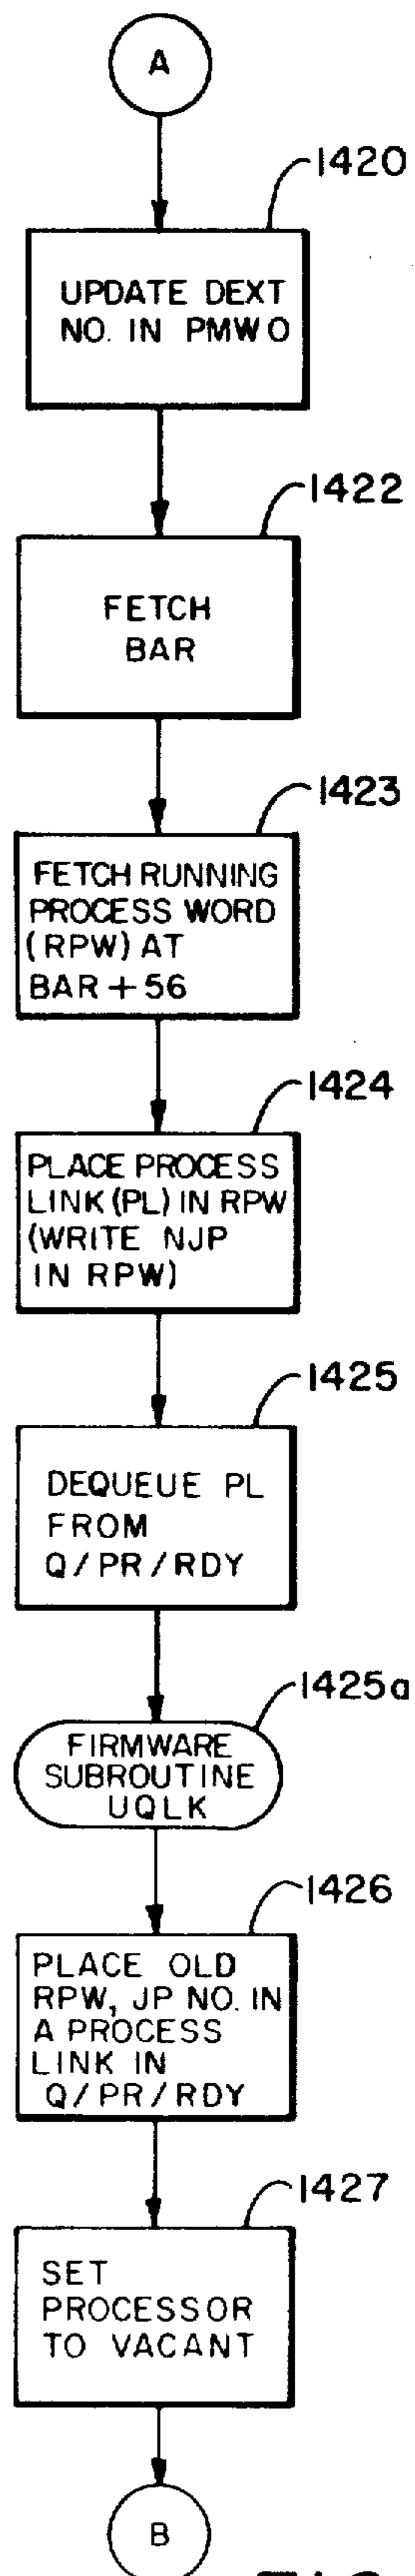 A
1420
UPDATE DEXT
NO. IN PMW0
1422
FETCH
BAR
1423
FETCH RUNNING
PROCESS WORD
(RPW) AT
BAR + 56
1424
PLACE PROCESS
LINK (PL) IN RPW
(WRITE NJP
IN RPW)
1425
DEQUEUE PL
FROM
Q/PR/RDY
1425a
FIRMWARE
SUBROUTINE
UQLK
1426
PLACE OLD
RPW, JP NO. IN
A PROCESS
LINK IN
Q/PR/RDY
1427
SET
PROCESSOR
TO VACANT
B